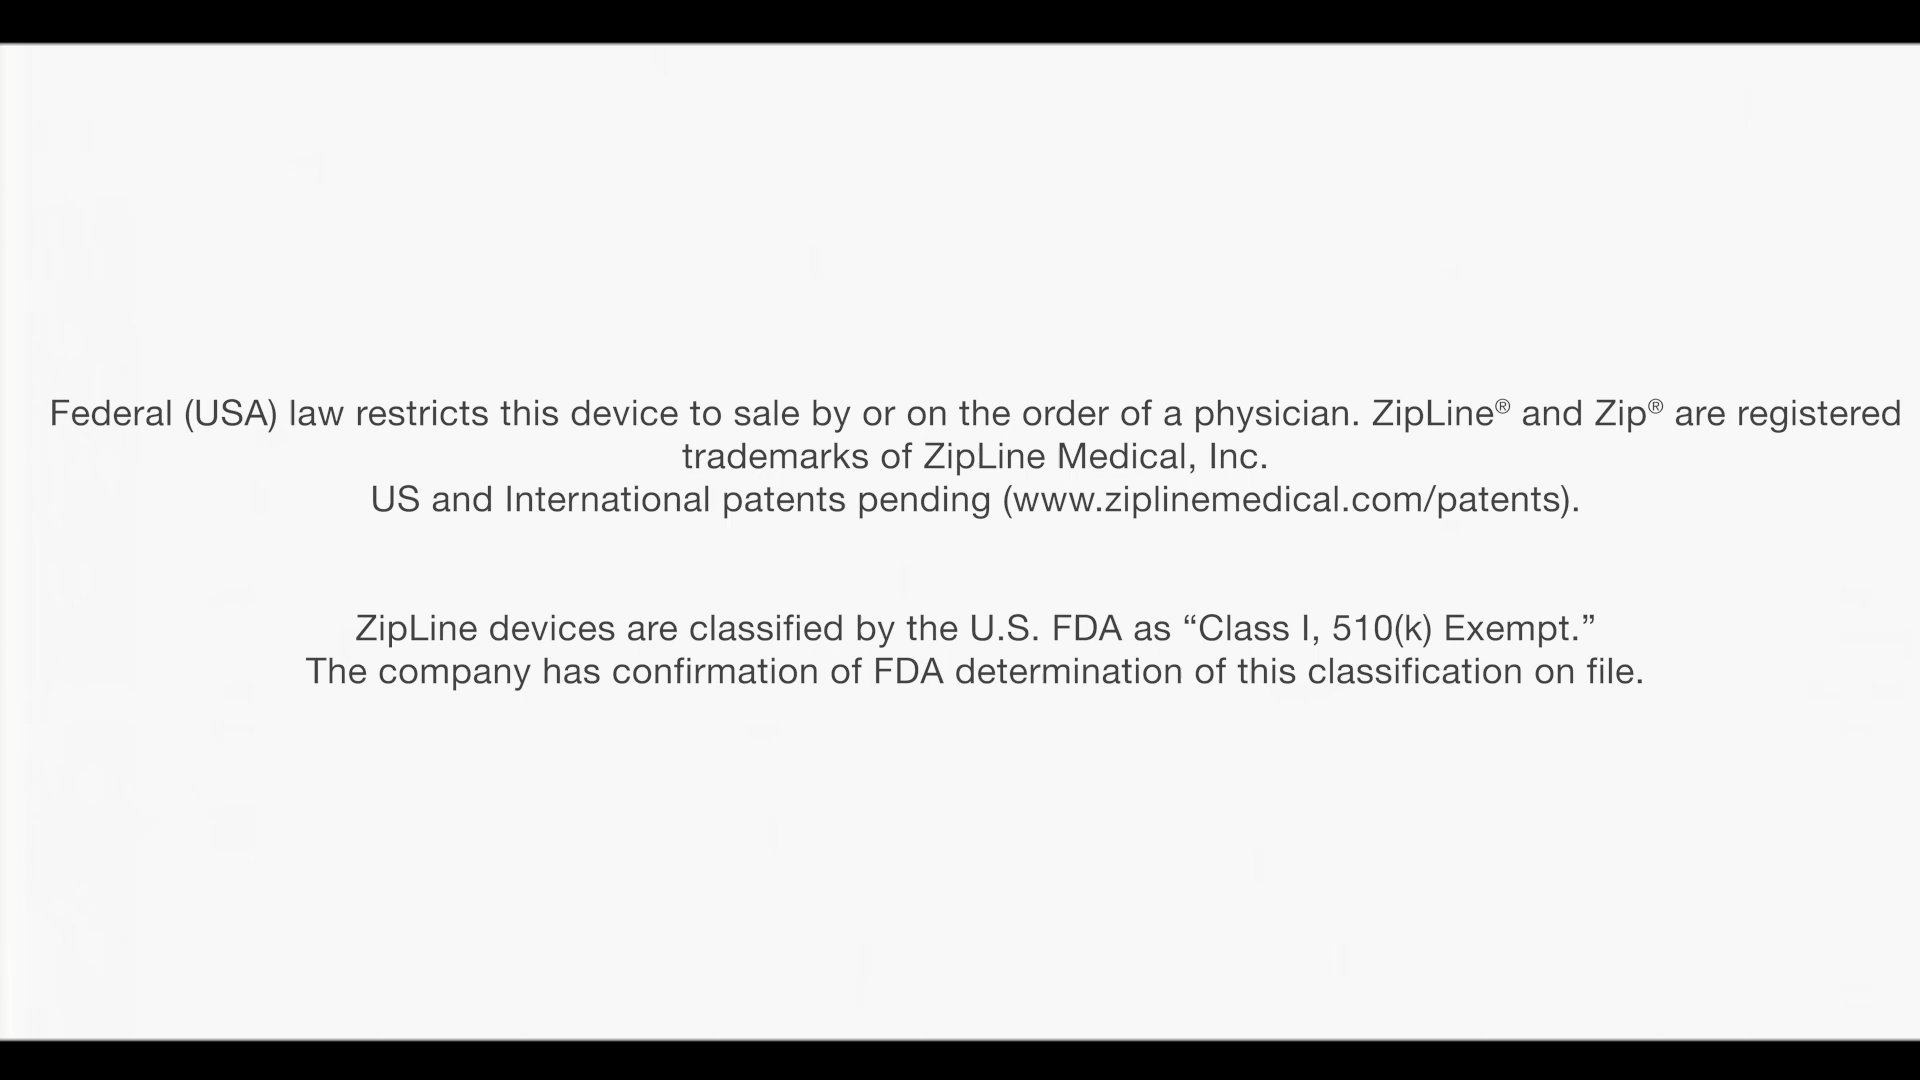 Federal (USA) law restricts this device to sale by or on the order of a physician. ZipLine® and Zip® are registered
trademarks of ZipLine Medical, Inc.
US and International patents pending (www.ziplinemedical.com/patents).
ZipLine devices are classified by the U.S. FDA as “Class I, 510(k) Exempt.”
The company has confirmation of FDA determination of this classification on file.